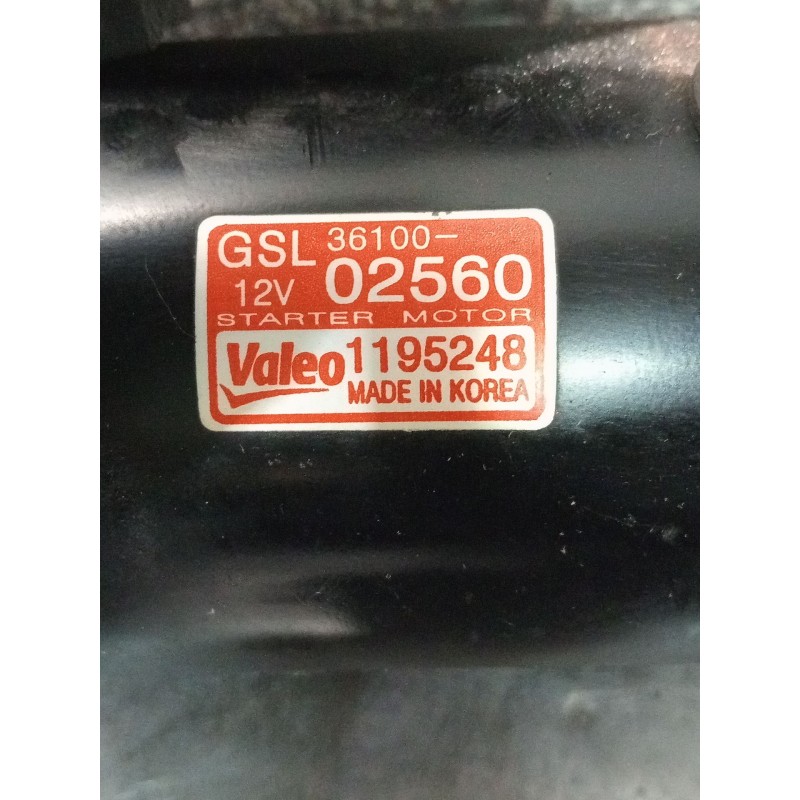 GSL 36100-
12V 02560
STARTER MOTOR
Valeo 1195248
MADE IN KOREA